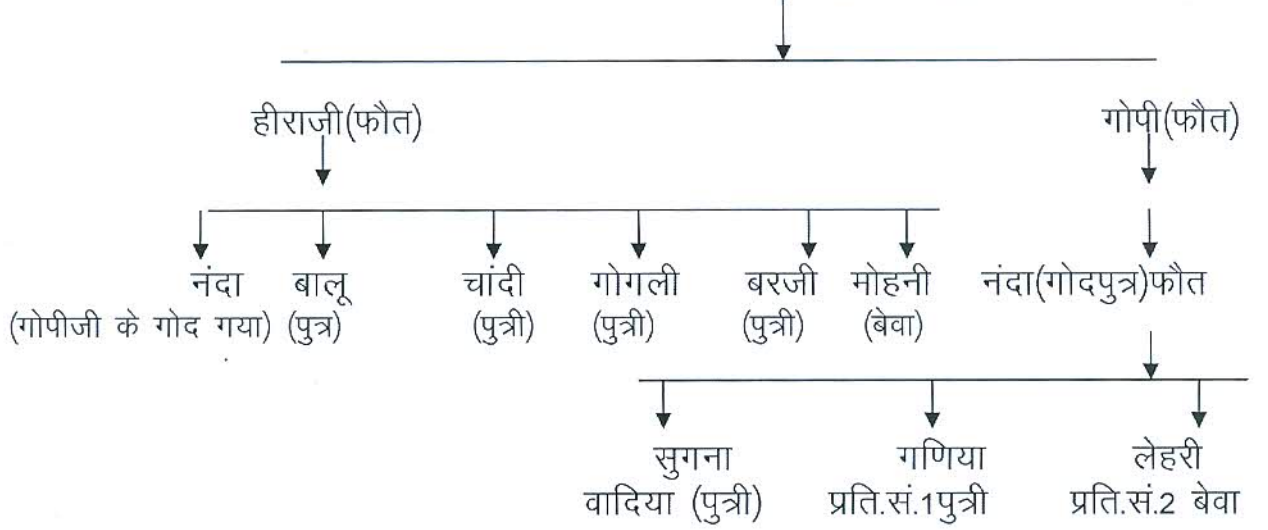 हीराजी(फौत) गोपी(फौत)
नंदा बालू चांदी गोगली बरजी मोहनी नंदा(गोदपुत्र)फौत
(गोपीजी के गोद गया) (पुत्र) (पुत्री) (पुत्री) (पुत्री) (बेवा)
सुगना गणिया लेहरी
वादिया (पुत्री) प्रति.सं.1पुत्री प्रति.सं.2 बेवा